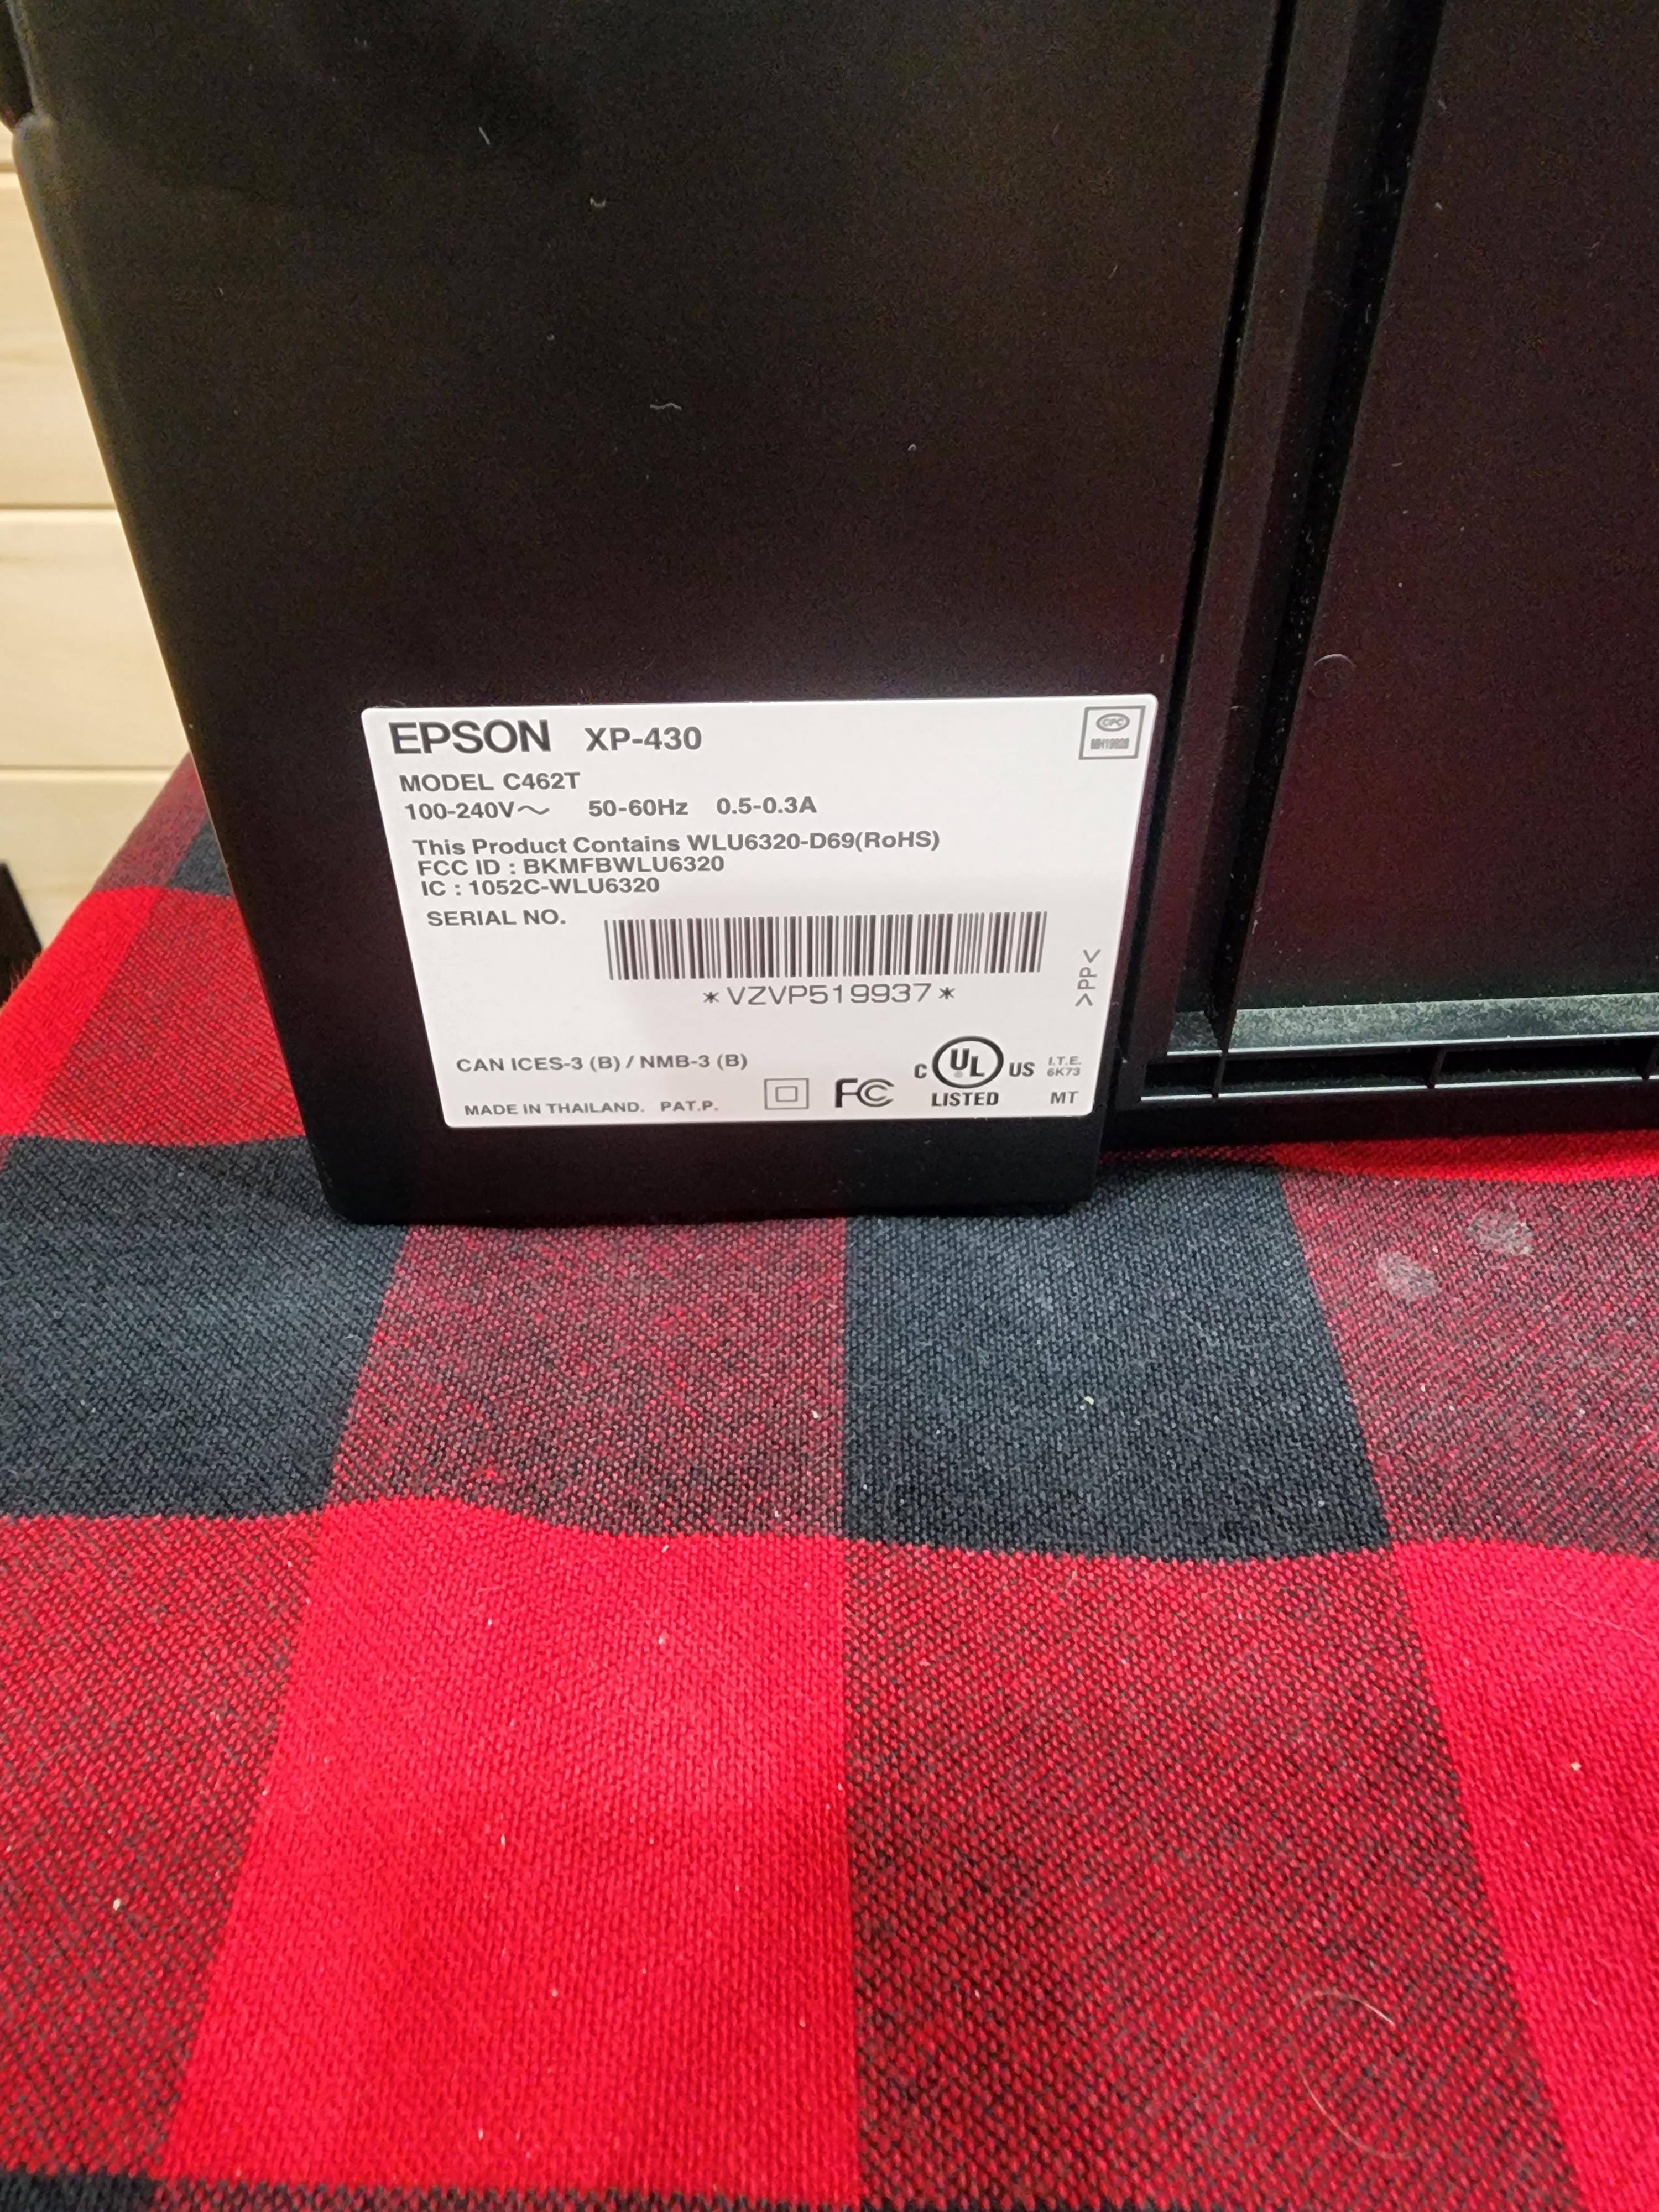 EPSON XP-430
CPC
MODEL C462T
100-240V～ 50-60Hz 0.5-0.3A
This Product Contains WLU6320-D69(RoHS)
FCC ID : BKMFBWLU6320
IC : 1052C-WLU6320
SERIAL NO.
*VZVP519937*
>PP<
CAN ICES-3 (B) / NMB-3 (B)
MADE IN THAILAND. PAT.P.
FC
C UL US
LISTED
I.T.E.
6K73
MT